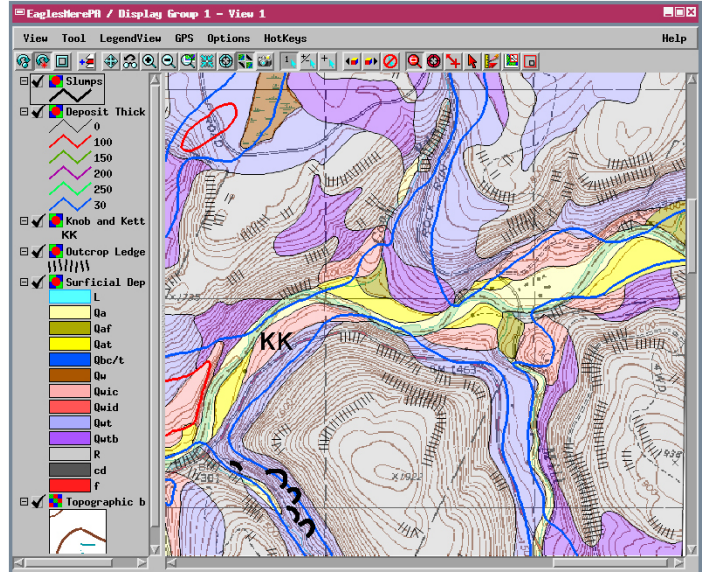 EaglesMerePA / Display Group 1 - View 1
View Tool LegendView GPS Options HotKeys Help
Slumps
Deposit Thick
0
100
150
200
250
30
Knob and Kett
KK
Outcrop Ledge
Surficial Dep
L
Qa
Qaf
Qat
Qbc/t
Qw
Qwic
Qwid
Qwt
Qwtb
R
cd
f
Topographic b
ROCK RUN
KK